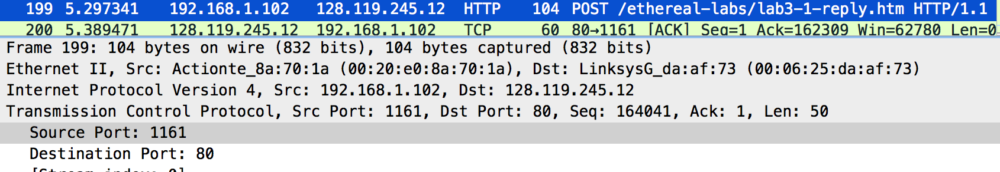 199 5.297341 192.168.1.102 128.119.245.12 HTTP 104 POST /ethereal-labs/lab3-1-reply.htm HTTP/1.1
200 5.389471 128.119.245.12 192.168.1.102 TCP 60 80→1161 [ACK] Seq=1 Ack=162309 Win=62780 Len=0
Frame 199: 104 bytes on wire (832 bits), 104 bytes captured (832 bits)
Ethernet II, Src: Actionte_8a:70:1a (00:20:e0:8a:70:1a), Dst: LinksysG_da:af:73 (00:06:25:da:af:73)
Internet Protocol Version 4, Src: 192.168.1.102, Dst: 128.119.245.12
Transmission Control Protocol, Src Port: 1161, Dst Port: 80, Seq: 164041, Ack: 1, Len: 50
Source Port: 1161
Destination Port: 80
[Stream index: 0]